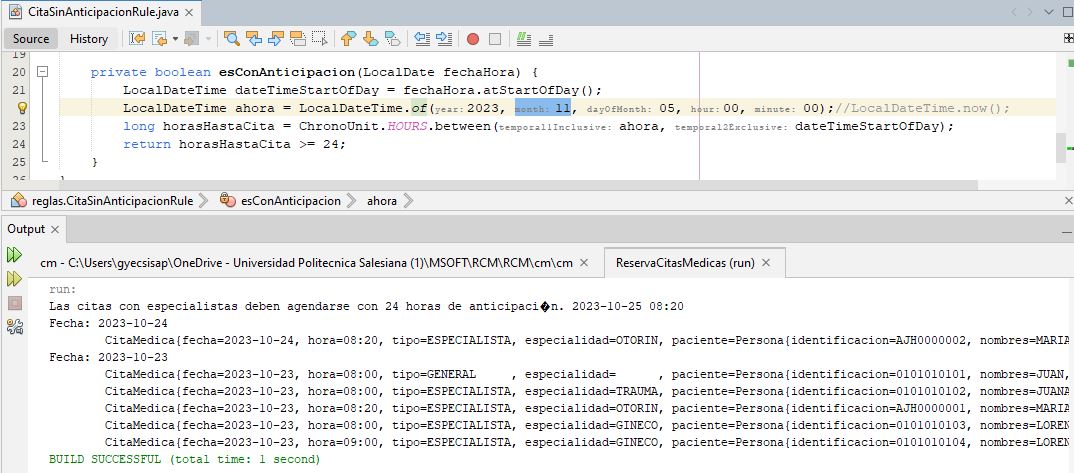 CitaSinAnticipacionRule.java ×
Source History
19
20 private boolean esConAnticipacion(LocalDate fechaHora) {
21 LocalDateTime dateTimeStartOfDay = fechaHora.atStartOfDay();
LocalDateTime ahora = LocalDateTime.of(year: 2023, month: 11, dayOfMonth: 05, hour: 00, minute: 00);//LocalDateTime.now();
23 long horasHastaCita = ChronoUnit.HOURS.between(temporal1Inclusive: ahora, temporal2Exclusive: dateTimeStartOfDay);
24 return horasHastaCita >= 24;
25 }
26 }
reglas.CitaSinAnticipacionRule esConAnticipacion ahora
Output ×
cm - C:\Users\gyecsisap\OneDrive - Universidad Politecnica Salesiana (1)\MSOFT\RCM\RCM\cm\cm × ReservaCitasMedicas (run) ×
run:
Las citas con especialistas deben agendarse con 24 horas de anticipaci�n. 2023-10-25 08:20
Fecha: 2023-10-24
CitaMedica{fecha=2023-10-24, hora=08:20, tipo=ESPECIALISTA, especialidad=OTORIN, paciente=Persona{identificacion=AJH0000002, nombres=MARIA
Fecha: 2023-10-23
CitaMedica{fecha=2023-10-23, hora=08:00, tipo=GENERAL , especialidad= , paciente=Persona{identificacion=0101010101, nombres=JUAN,
CitaMedica{fecha=2023-10-23, hora=08:00, tipo=ESPECIALISTA, especialidad=TRAUMA, paciente=Persona{identificacion=0101010102, nombres=JUANA
CitaMedica{fecha=2023-10-23, hora=08:20, tipo=ESPECIALISTA, especialidad=OTORIN, paciente=Persona{identificacion=AJH0000001, nombres=MARIA
CitaMedica{fecha=2023-10-23, hora=08:00, tipo=ESPECIALISTA, especialidad=GINECO, paciente=Persona{identificacion=0101010103, nombres=LOREN
CitaMedica{fecha=2023-10-23, hora=09:00, tipo=ESPECIALISTA, especialidad=GINECO, paciente=Persona{identificacion=0101010104, nombres=LOREN
BUILD SUCCESSFUL (total time: 1 second)